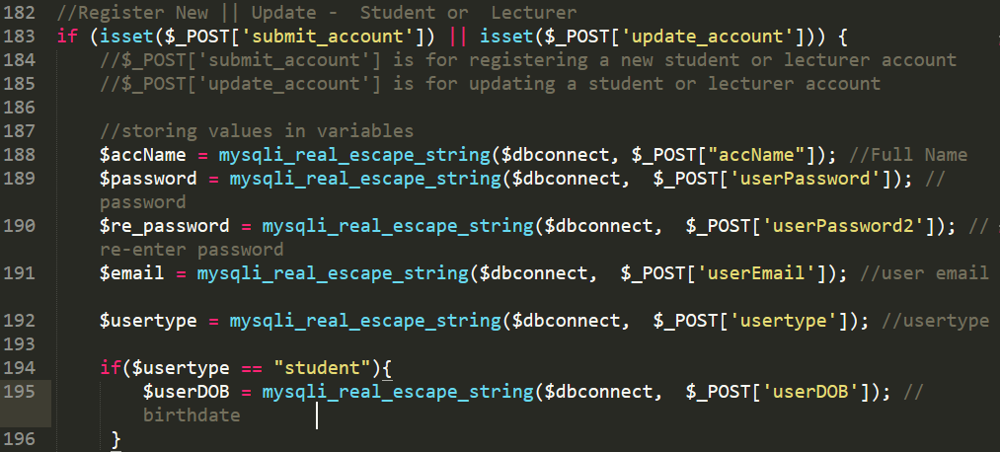 182 //Register New || Update -  Student or  Lecturer
183 if (isset($_POST['submit_account']) || isset($_POST['update_account'])) {
184     //$_POST['submit_account'] is for registering a new student or lecturer account
185     //$_POST['update_account'] is for updating a student or lecturer account
186
187     //storing values in variables
188     $accName = mysqli_real_escape_string($dbconnect, $_POST["accName"]); //Full Name
189     $password = mysqli_real_escape_string($dbconnect,  $_POST['userPassword']); //
    password
190     $re_password = mysqli_real_escape_string($dbconnect,  $_POST['userPassword2']); //
    re-enter password
191     $email = mysqli_real_escape_string($dbconnect,  $_POST['userEmail']); //user email
192     $usertype = mysqli_real_escape_string($dbconnect,  $_POST['usertype']); //usertype
193
194     if($usertype == "student"){
195         $userDOB = mysqli_real_escape_string($dbconnect,  $_POST['userDOB']); //
        birthdate
196      }